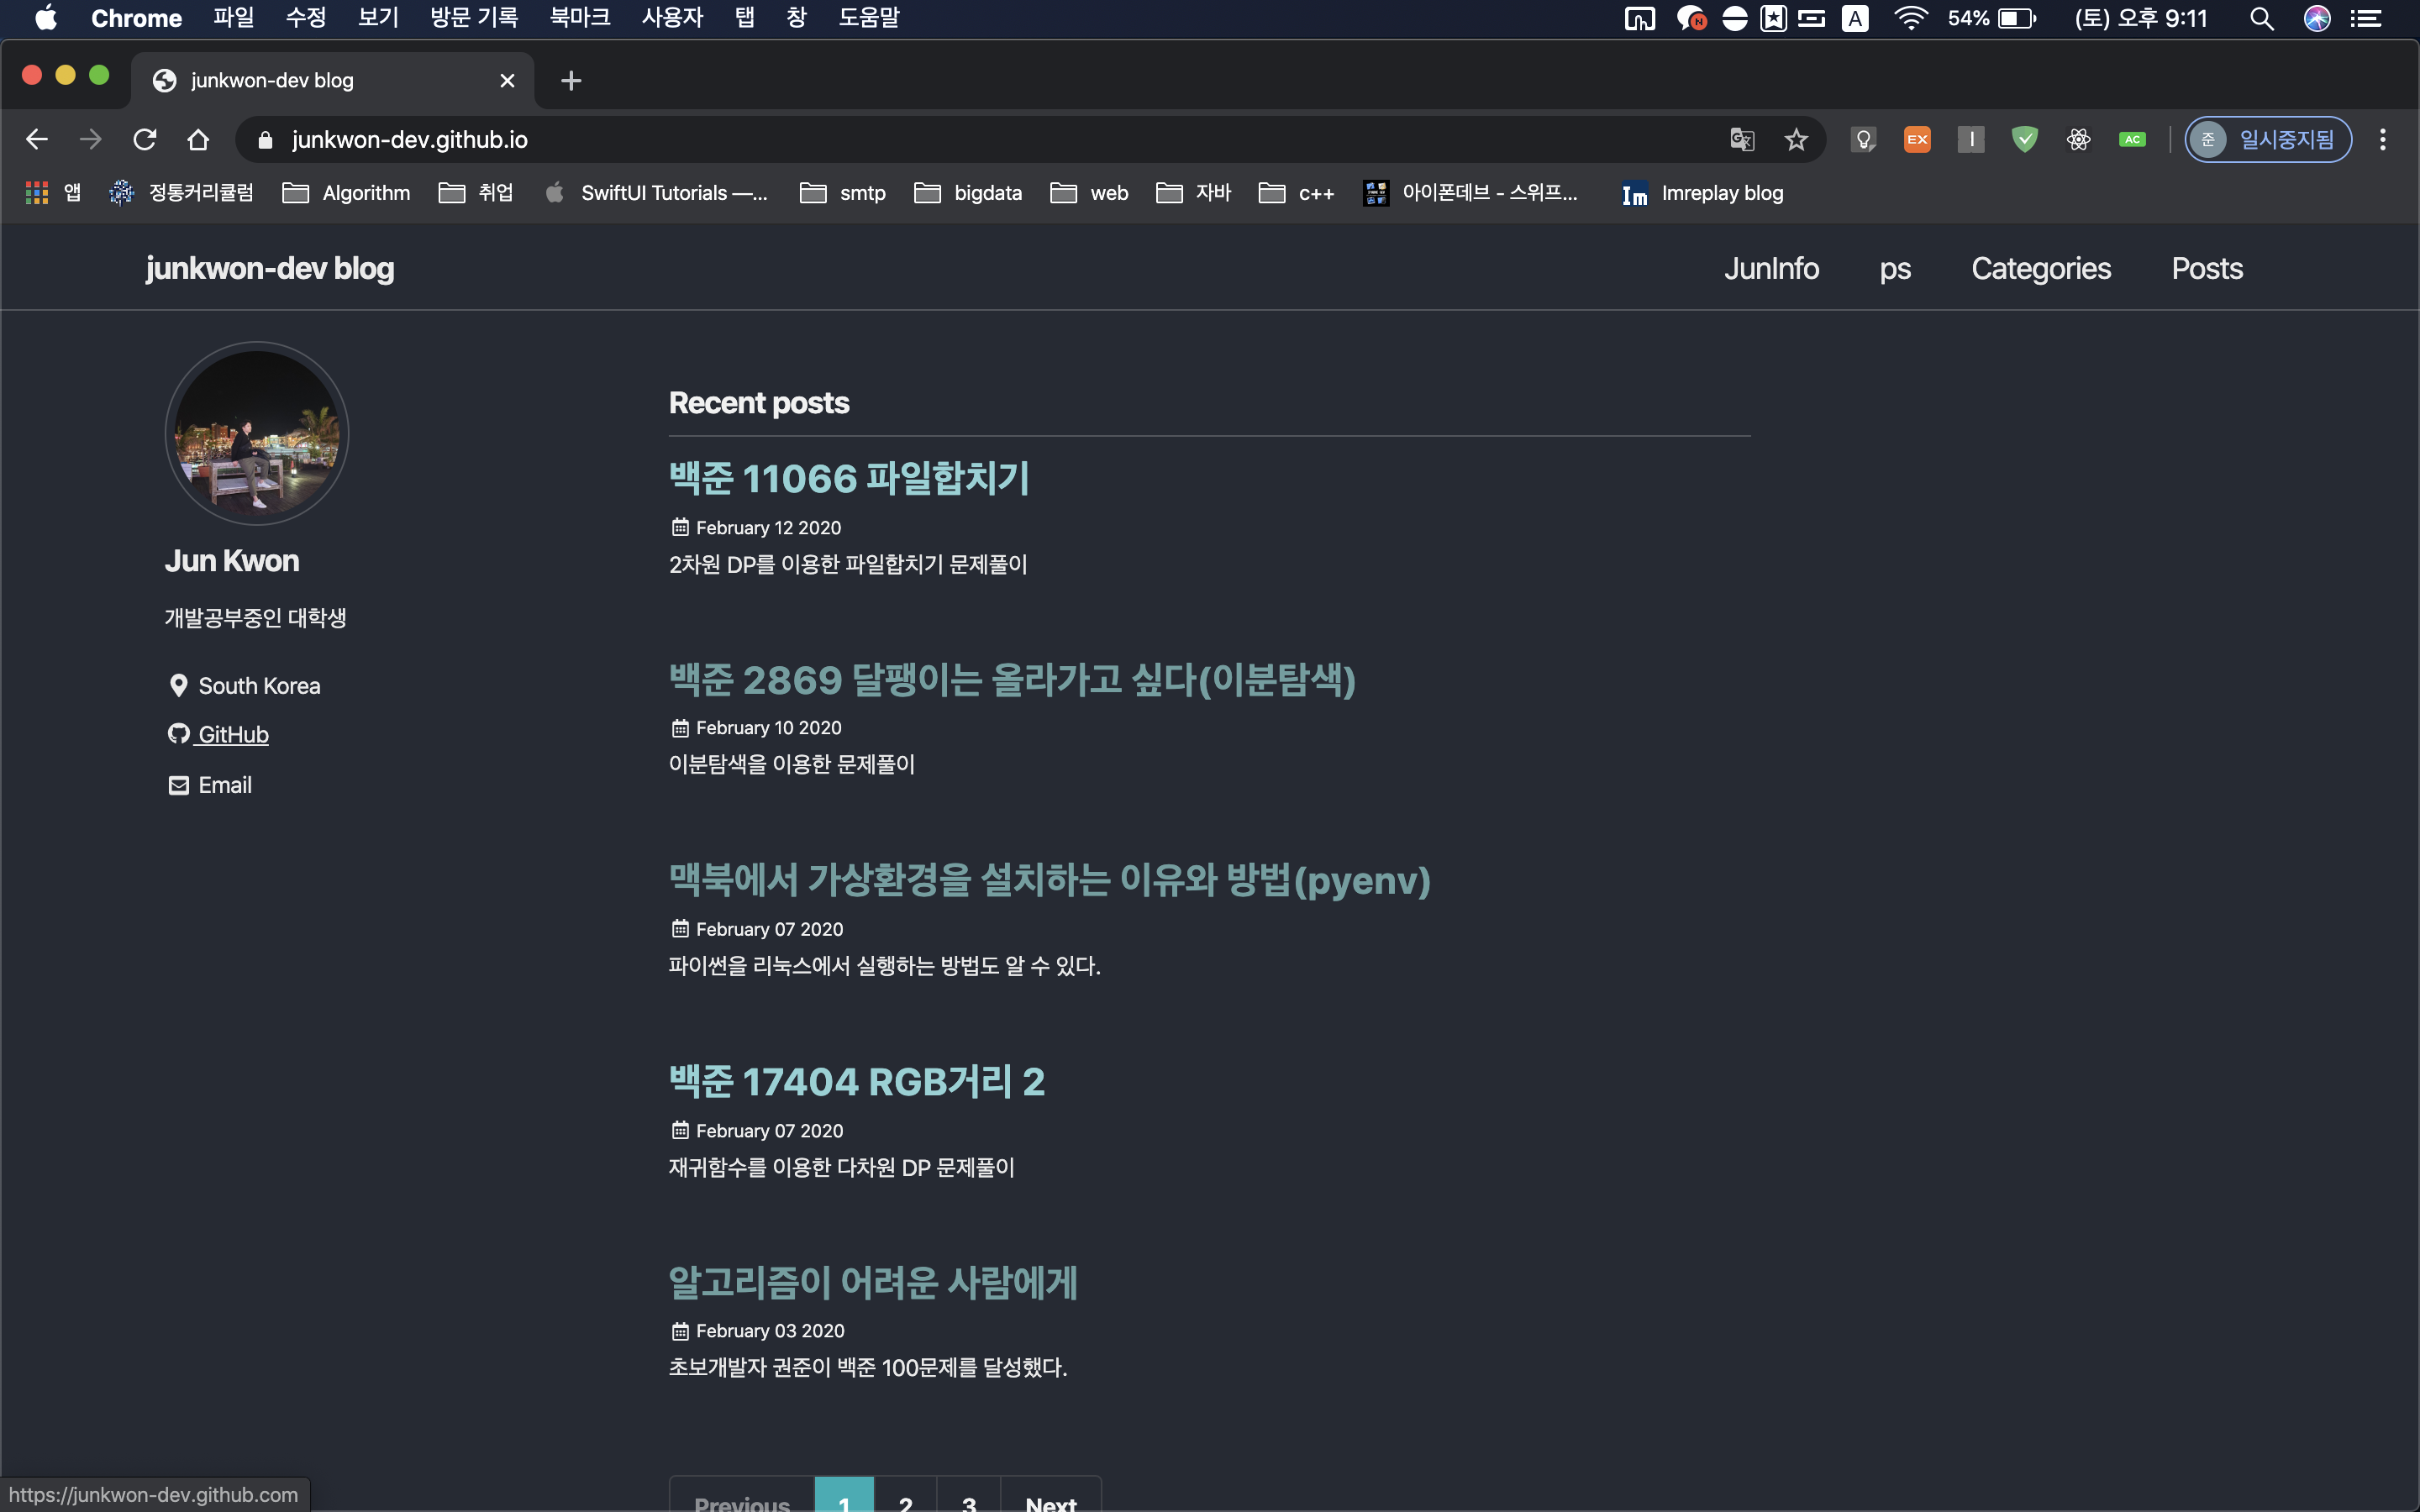 Chrome 파일 수정 보기 방문 기록 북마크 사용자 탭 창 도움말 N A 54% (토) 오후 9:11
junkwon-dev blog
junkwon-dev.github.io EX I AC 준 일시중지됨
앱 정통커리큘럼 Algorithm 취업 SwiftUI Tutorials —... smtp bigdata web 자바 c++ 아이폰데브 - 스위프... Im Imreplay blog
junkwon-dev blog JunInfo ps Categories Posts
Jun Kwon
개발공부중인 대학생
South Korea
GitHub
Email
Recent posts
백준 11066 파일합치기
February 12 2020
2차원 DP를 이용한 파일합치기 문제풀이
백준 2869 달팽이는 올라가고 싶다(이분탐색)
February 10 2020
이분탐색을 이용한 문제풀이
맥북에서 가상환경을 설치하는 이유와 방법(pyenv)
February 07 2020
파이썬을 리눅스에서 실행하는 방법도 알 수 있다.
백준 17404 RGB거리 2
February 07 2020
재귀함수를 이용한 다차원 DP 문제풀이
알고리즘이 어려운 사람에게
February 03 2020
초보개발자 권준이 백준 100문제를 달성했다.
Previous 1 2 3 Next
https://junkwon-dev.github.com